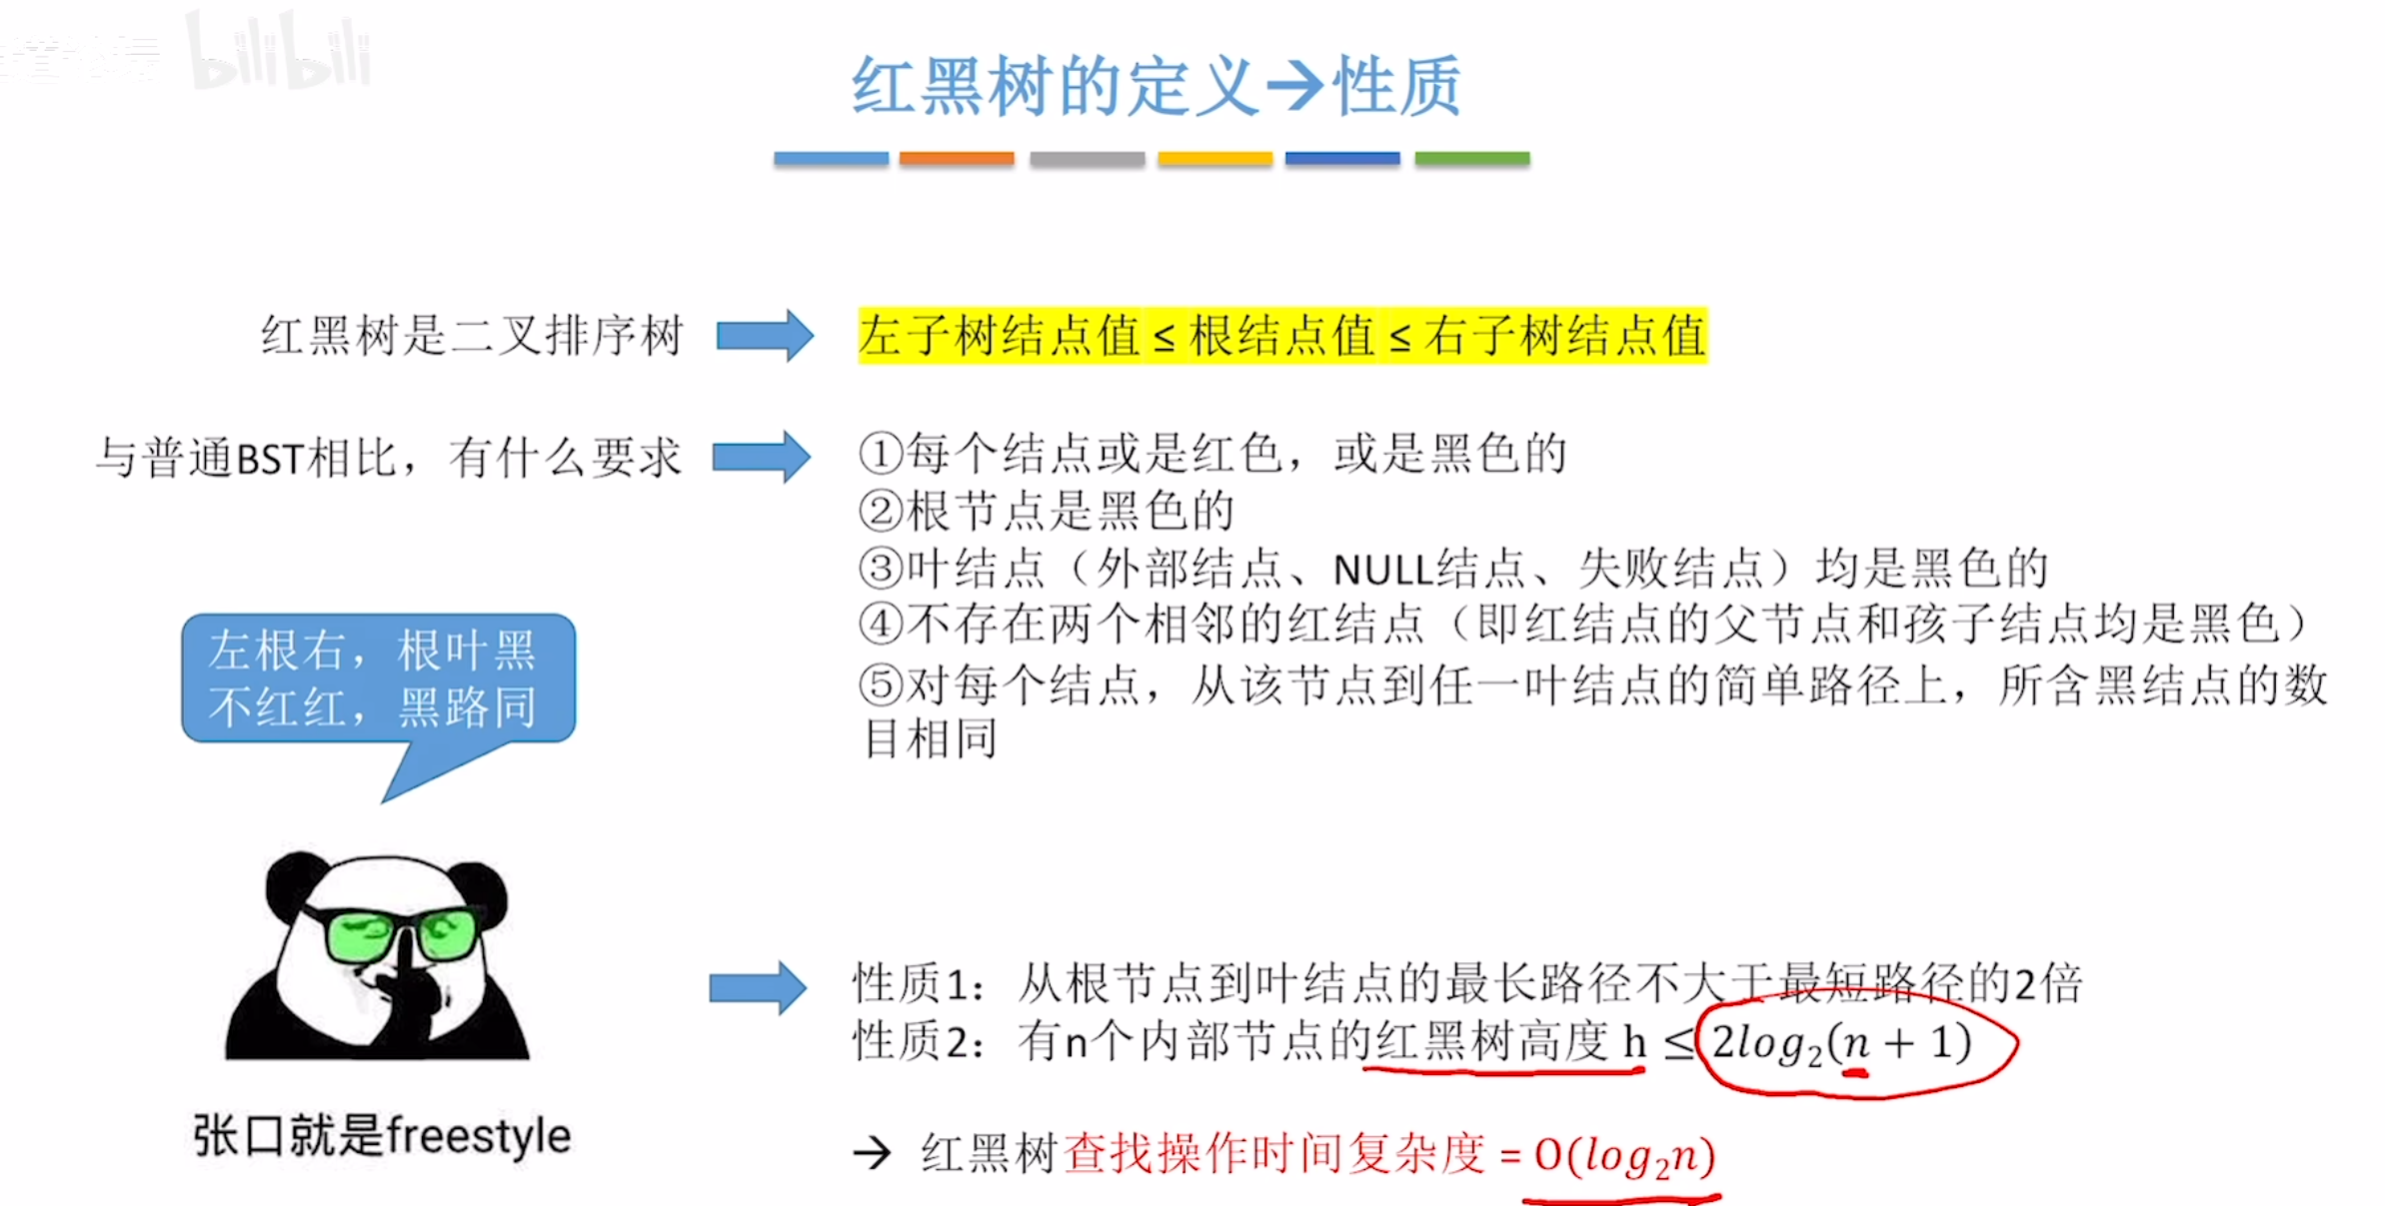 bilibili
红黑树的定义→性质
红黑树是二叉排序树
左子树结点值 ≤ 根结点值 ≤ 右子树结点值
与普通BST相比，有什么要求
①每个结点或是红色，或是黑色的
②根节点是黑色的
③叶结点（外部结点、NULL结点、失败结点）均是黑色的
④不存在两个相邻的红结点（即红结点的父节点和孩子结点均是黑色）
⑤对每个结点，从该节点到任一叶结点的简单路径上，所含黑结点的数
目相同
左根右，根叶黑
不红红，黑路同
张口就是freestyle
性质1：从根节点到叶结点的最长路径不大于最短路径的2倍
性质2：有n个内部节点的红黑树高度 h ≤ 2log₂(n + 1)
→ 红黑树查找操作时间复杂度 = O(log₂n)